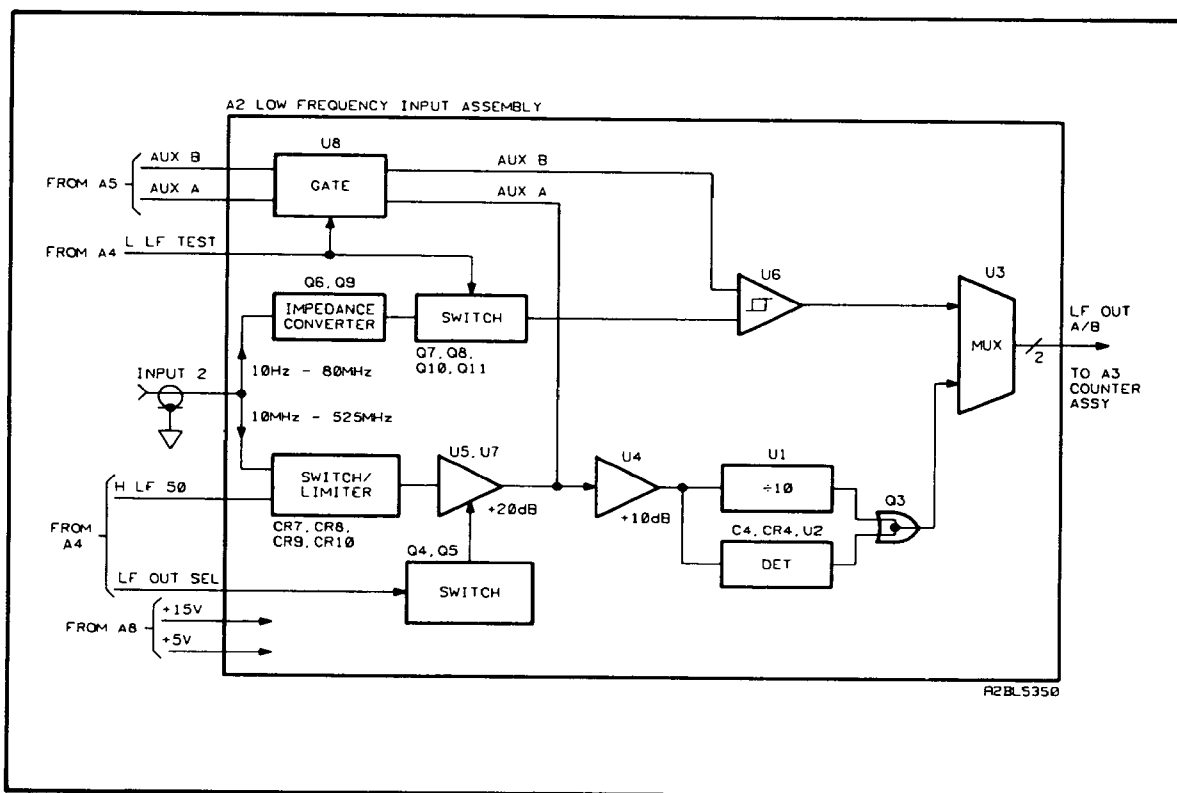 A2 LOW FREQUENCY INPUT ASSEMBLY
U8
AUX B
AUX B
FROM A5
GATE
AUX A
AUX A
FROM A4
L LF TEST
Q6, Q9
U6
U3
IMPEDANCE
CONVERTER
SWITCH
LF OUT
A/B
Q7, Q8,
Q10, Q11
MUX
2
INPUT 2
10Hz - 80MHz
TO A3
COUNTER
ASSY
10MHz - 525MHz
U5, U7
U4
U1
H LF 50
SWITCH/
LIMITER
÷10
Q3
+20dB
+10dB
FROM
A4
CR7, CR8,
CR9, CR10
Q4, Q5
C4, CR4, U2
DET
LF OUT SEL
SWITCH
+15V
FROM A8
+5V
A2BL5350